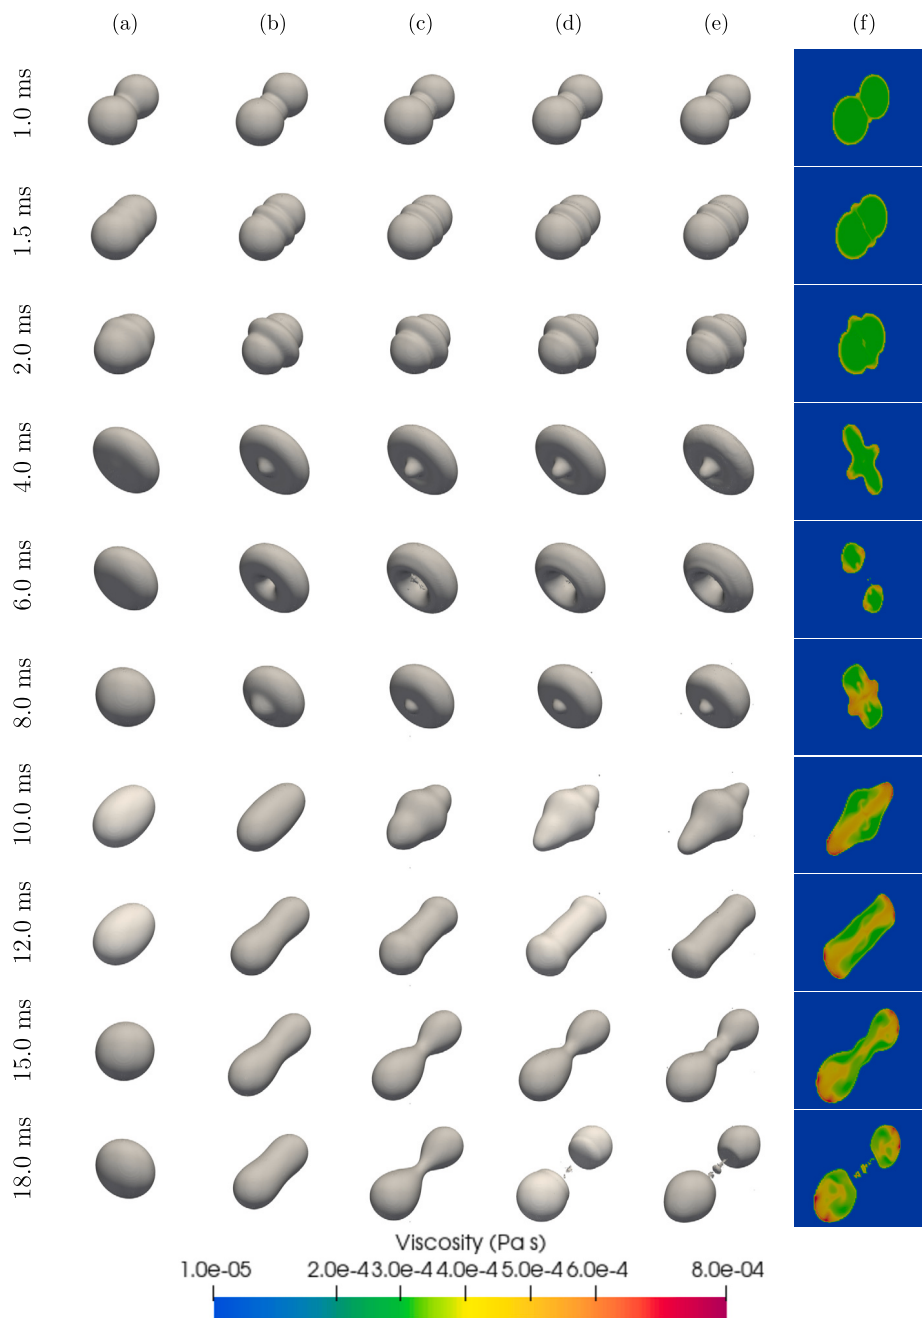 (a) (b) (c) (d) (e) (f)
1.0 ms
1.5 ms
2.0 ms
4.0 ms
6.0 ms
8.0 ms
10.0 ms
12.0 ms
15.0 ms
18.0 ms
Viscosity (Pa s)
1.0e-05 2.0e-4 3.0e-4 4.0e-4 5.0e-4 6.0e-4 8.0e-04